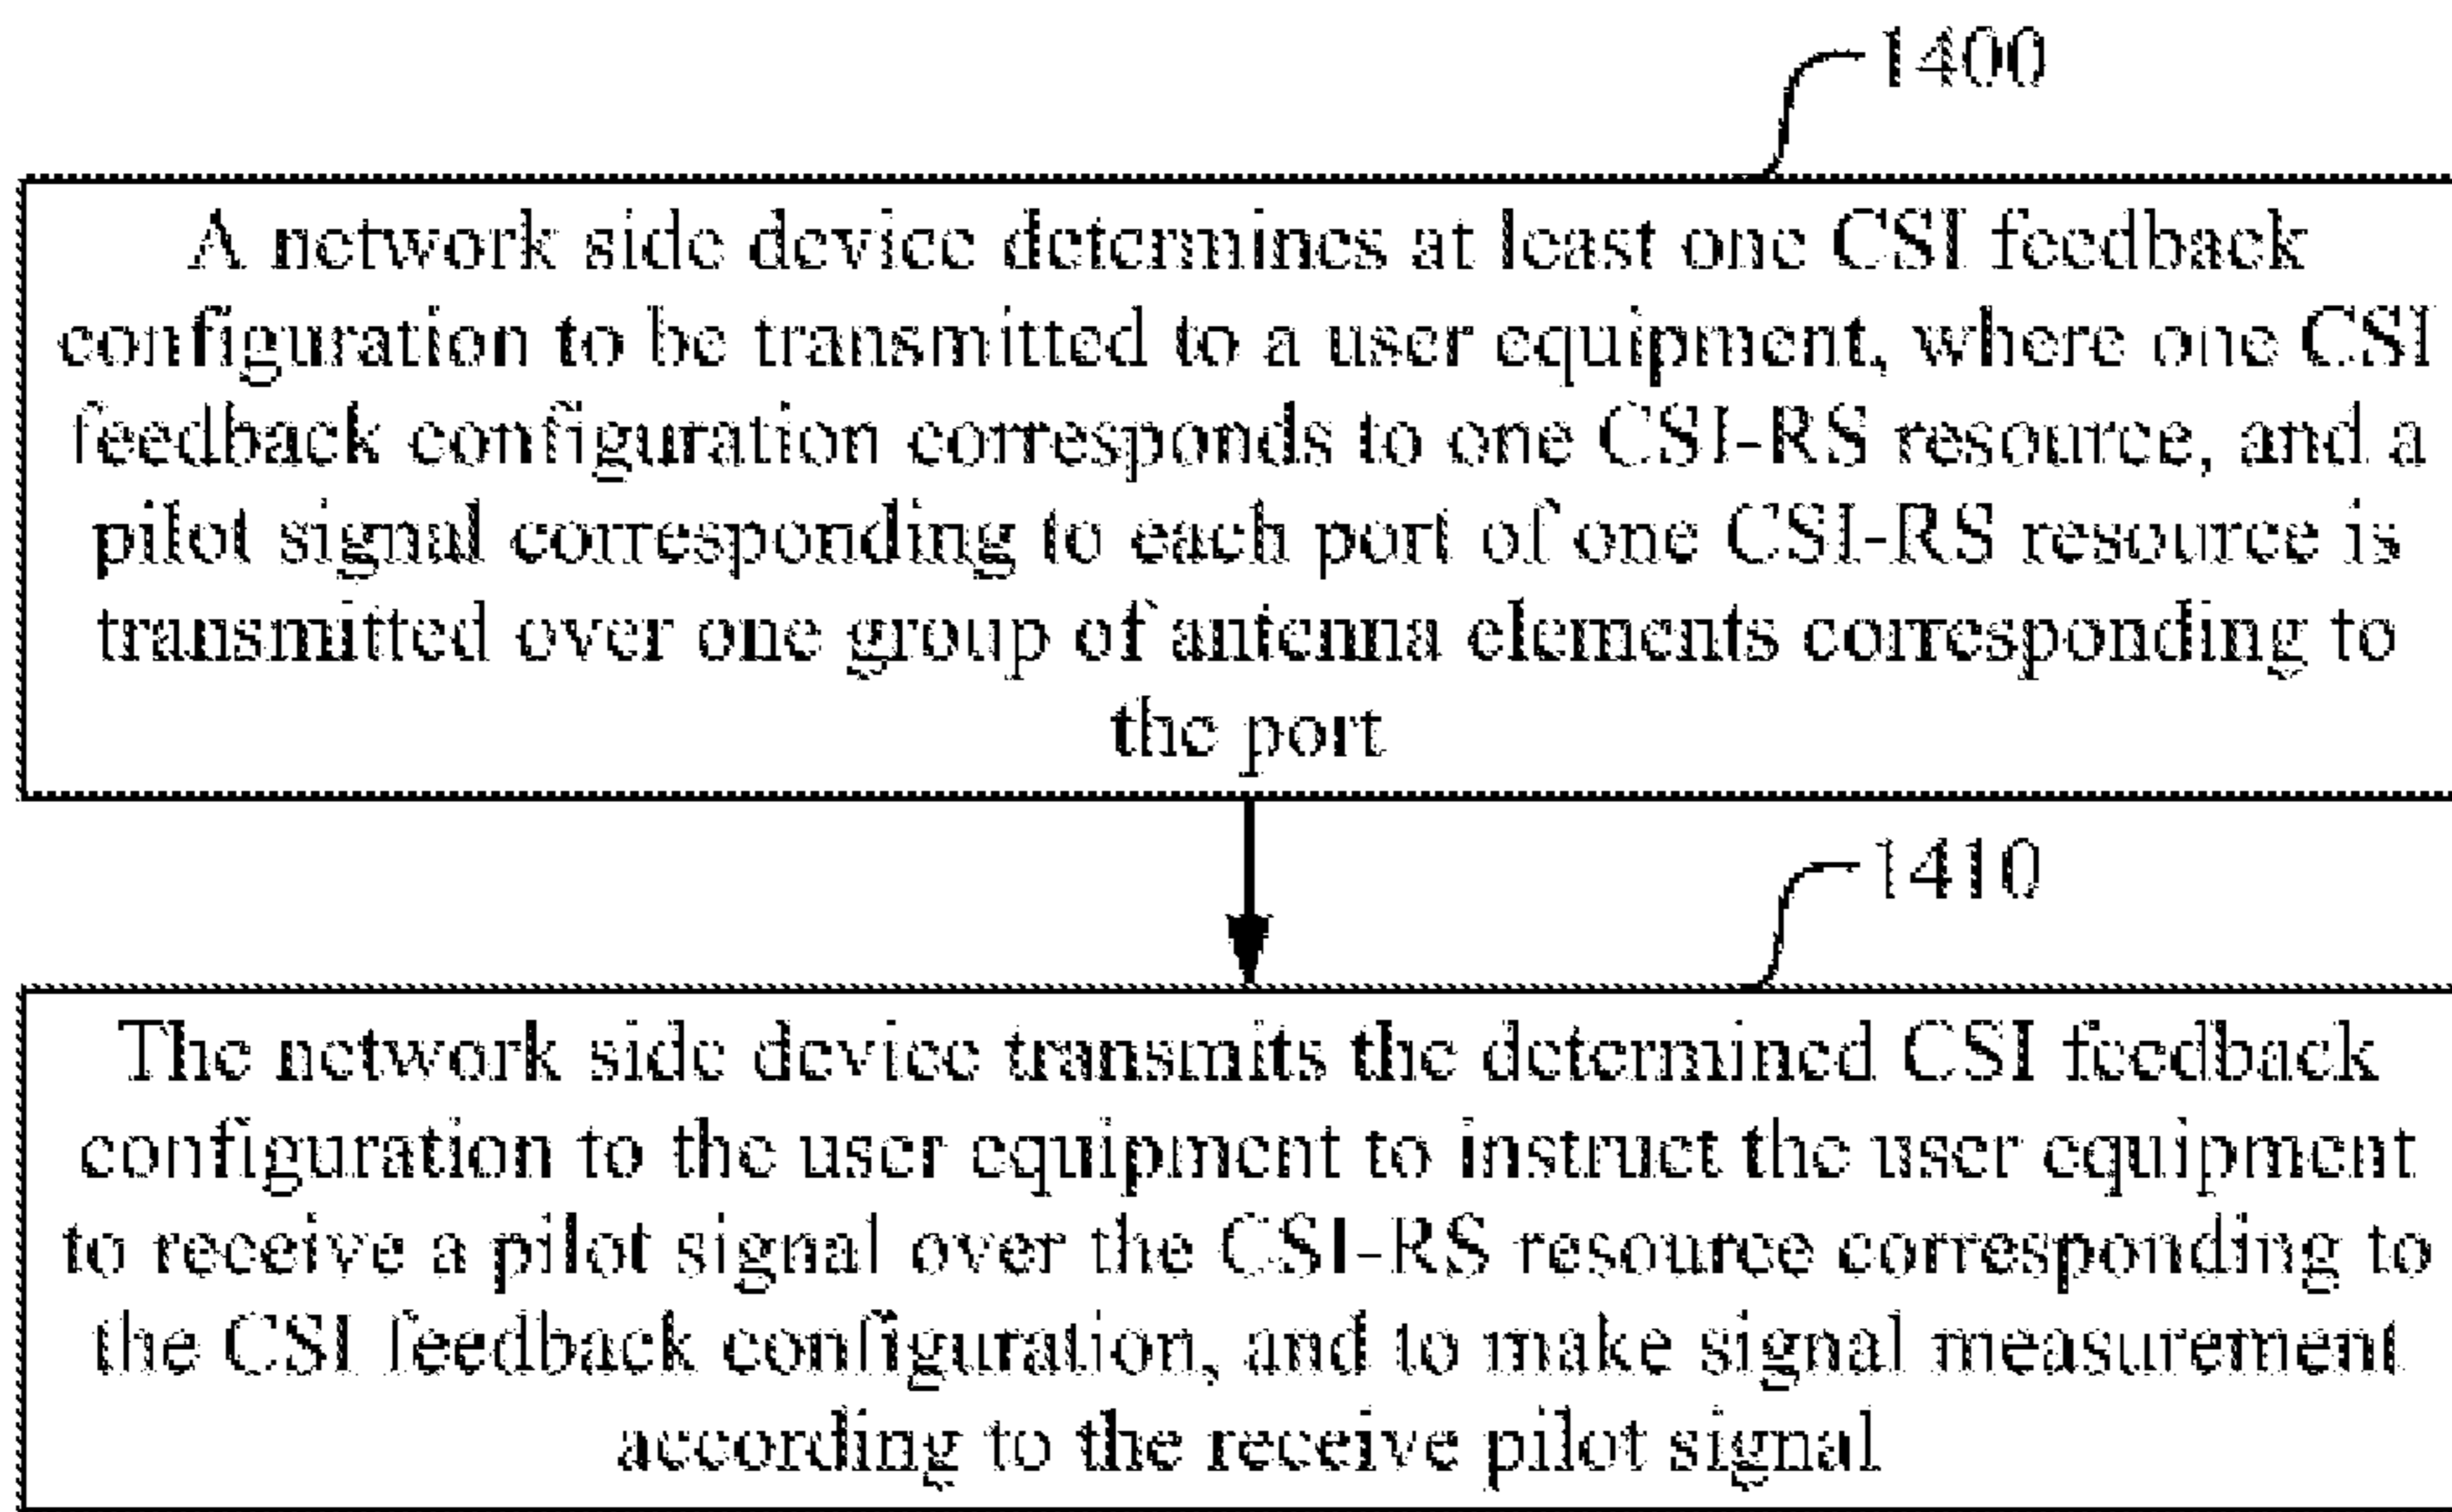 1400
A network side device determines at least one CSI feedback
configuration to be transmitted to a user equipment, where one CSI
feedback configuration corresponds to one CSI-RS resource, and a
pilot signal corresponding to each port of one CSI-RS resource is
transmitted over one group of antenna elements corresponding to
the port
1410
The network side device transmits the determined CSI feedback
configuration to the user equipment to instruct the user equipment
to receive a pilot signal over the CSI-RS resource corresponding to
the CSI feedback configuration, and to make signal measurement
according to the receive pilot signal